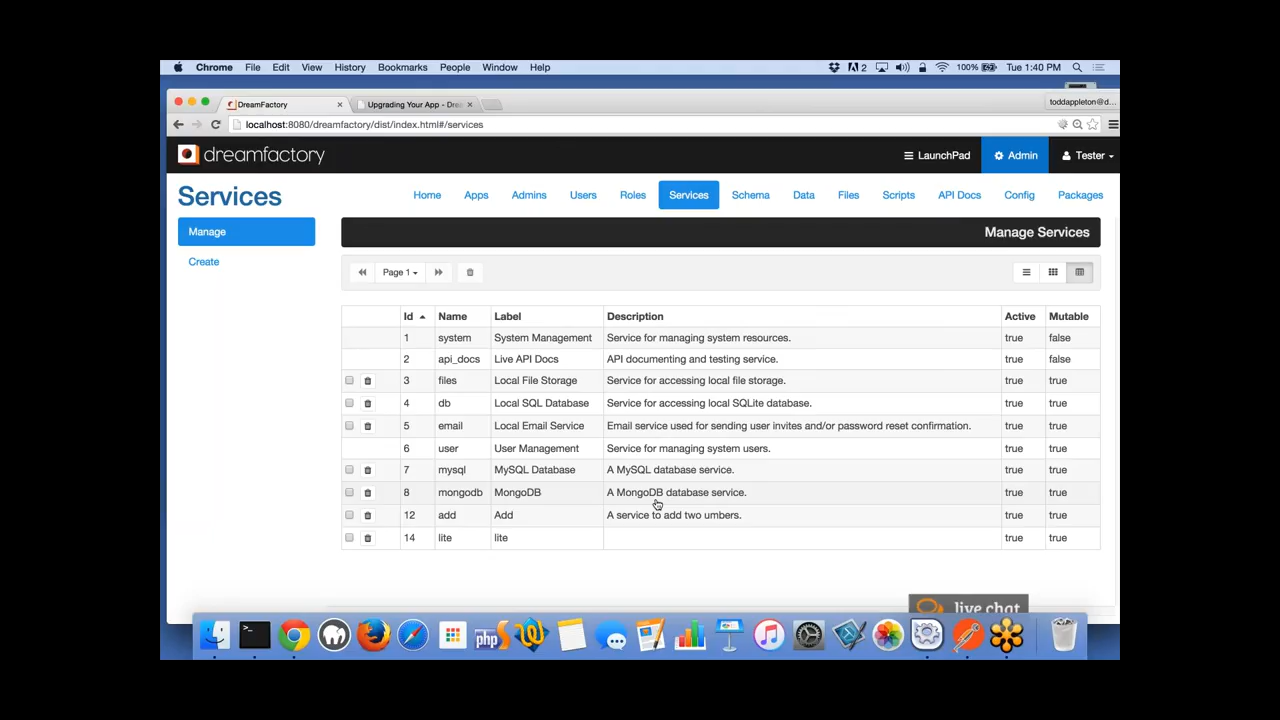 Chrome File Edit View History Bookmarks People Window Help 2 100% Tue 1:40 PM
DreamFactory Upgrading Your App - Dre toddappleton@d...
localhost:8080/dreamfactory/dist/index.html#/services
dreamfactory LaunchPad Admin Tester
Services Home Apps Admins Users Roles Services Schema Data Files Scripts API Docs Config Packages
Manage Manage Services
Create
Page 1
Id Name Label Description Active Mutable
1 system System Management Service for managing system resources. true false
2 api_docs Live API Docs API documenting and testing service. true false
3 files Local File Storage Service for accessing local file storage. true true
4 db Local SQL Database Service for accessing local SQLite database. true true
5 email Local Email Service Email service used for sending user invites and/or password reset confirmation. true true
6 user User Management Service for managing system users. true true
7 mysql MySQL Database A MySQL database service. true true
8 mongodb MongoDB A MongoDB database service. true true
12 add Add A service to add two umbers. true true
14 lite lite true true
live chat
php